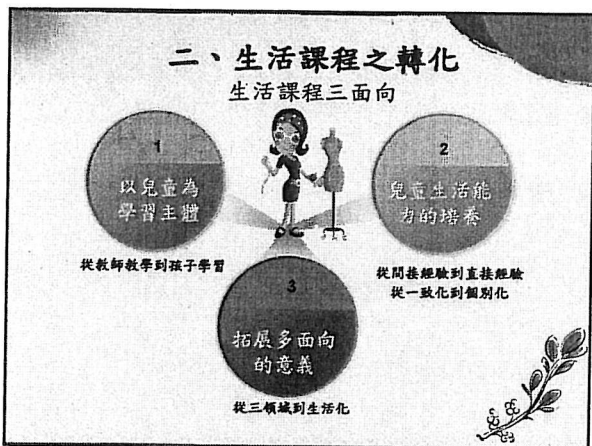 二、生活課程之轉化
生活課程三面向
1
以兒童為
學習主體
從教師教學到孩子學習
2
兒童生活能
力的培養
從間接經驗到直接經驗
從一致化到個別化
3
拓展多面向
的意義
從三領域到生活化